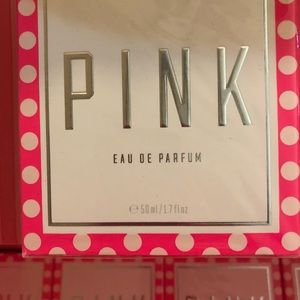 PINK
EAU DE PARFUM
℮ 50 ml / 1.7 fl oz